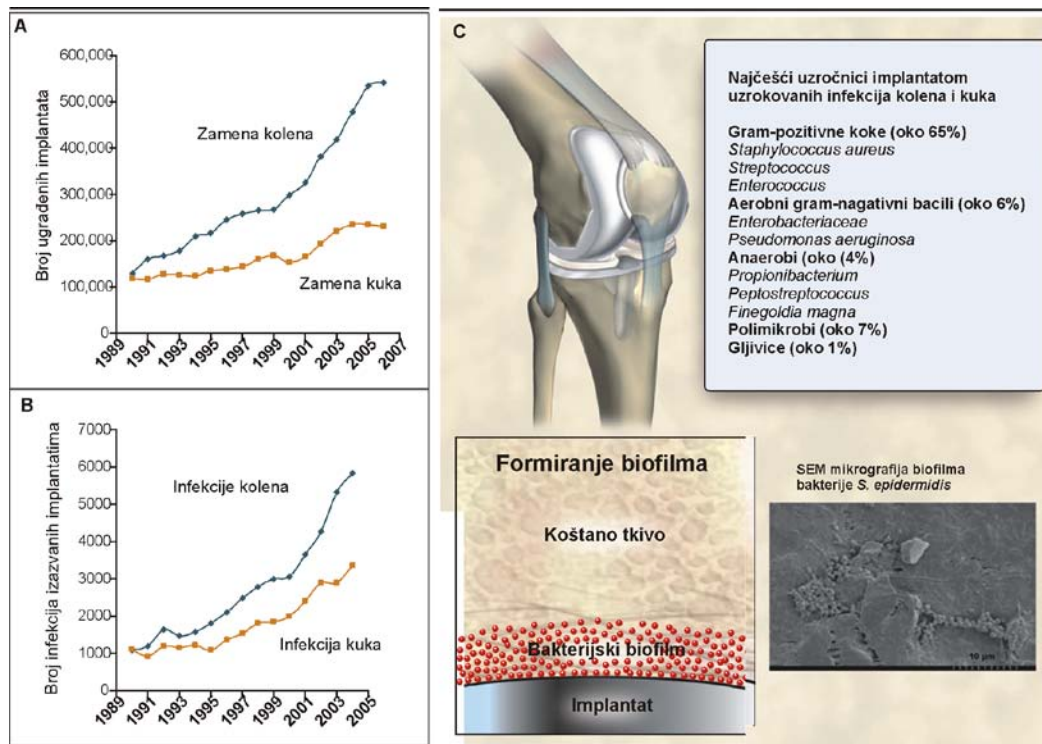 A
Broj ugrađenih implantata
600,000
500,000
400,000
300,000
200,000
100,000
0
Zamena kolena
Zamena kuka
1989
1991
1993
1995
1997
1999
2001
2003
2005
2007
B
Broj infekcija izazvanih implantatima
7000
6000
5000
4000
3000
2000
1000
0
Infekcije kolena
Infekcija kuka
1989
1991
1993
1995
1997
1999
2001
2003
2005
C
Najčešći uzročnici implantatom
uzrokovanih infekcija kolena i kuka
Gram-pozitivne koke (oko 65%)
Staphylococcus aureus
Streptococcus
Enterococcus
Aerobni gram-nagativni bacili (oko 6%)
Enterobacteriaceae
Pseudomonas aeruginosa
Anaerobi (oko (4%)
Propionibacterium
Peptostreptococcus
Finegoldia magna
Polimikrobi (oko 7%)
Gljivice (oko 1%)
Formiranje biofilma
Koštano tkivo
Bakterijski biofilm
Implantat
SEM mikrografija biofilma
bakterije S. epidermidis
10 µm